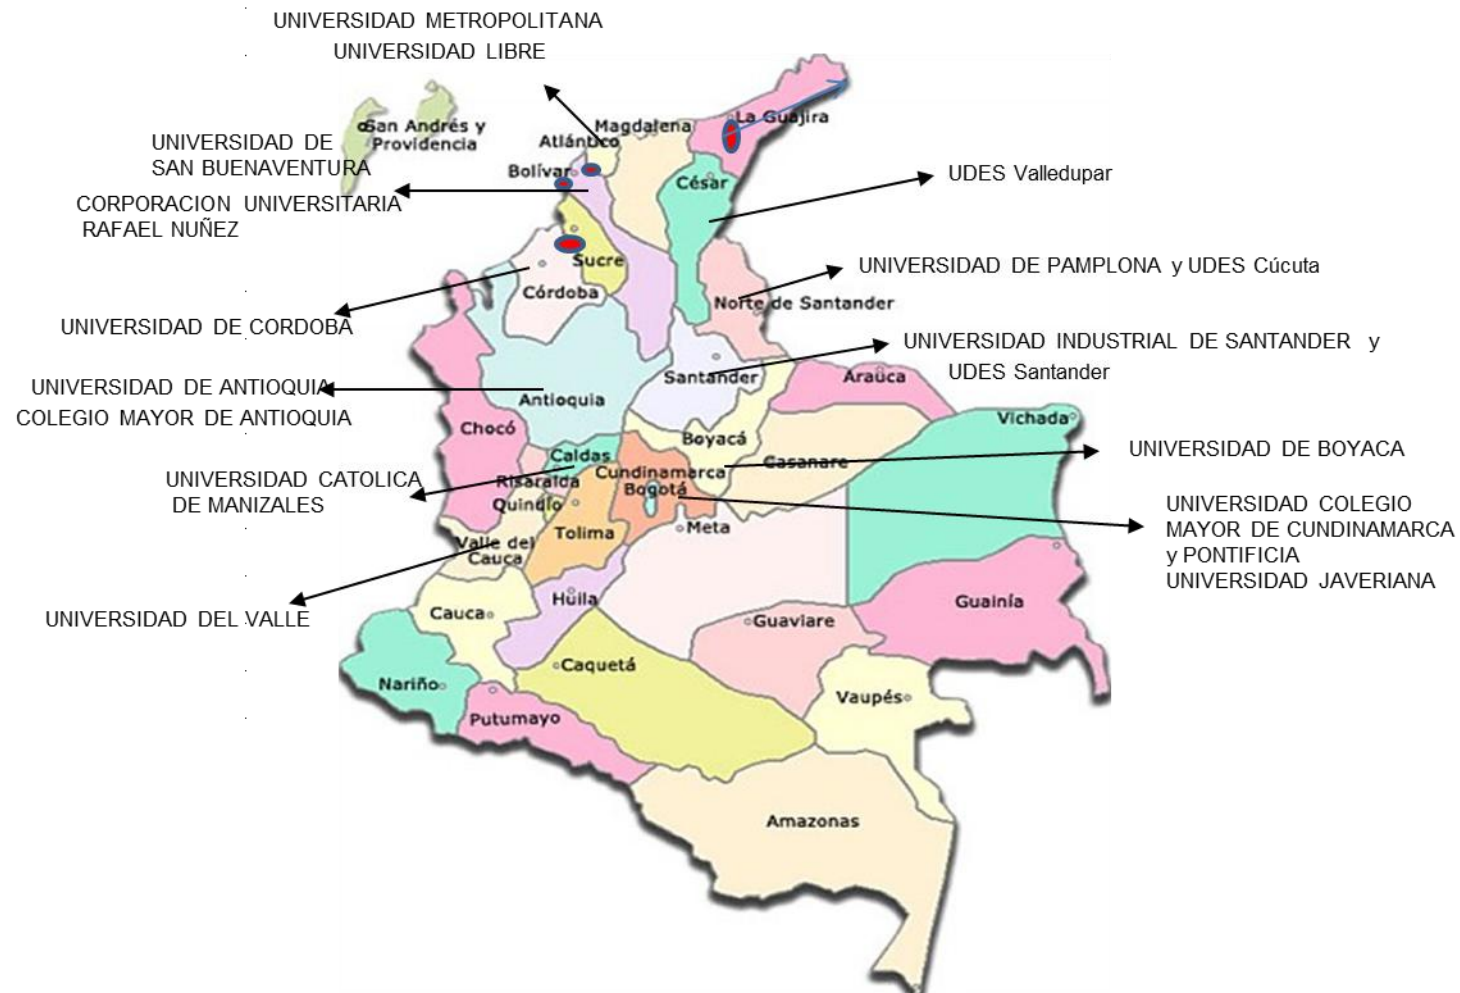 UNIVERSIDAD METROPOLITANA
UNIVERSIDAD LIBRE
San Andrés y
Providencia
Magdalena
La Guajira
Atlántico
UNIVERSIDAD DE
SAN BUENAVENTURA
Bolívar
César
UDES Valledupar
CORPORACION UNIVERSITARIA
RAFAEL NUÑEZ
Sucre
UNIVERSIDAD DE PAMPLONA y UDES Cúcuta
Córdoba
Norte de Santander
UNIVERSIDAD DE CORDOBA
UNIVERSIDAD INDUSTRIAL DE SANTANDER y
UDES Santander
Santander
Arauca
UNIVERSIDAD DE ANTIOQUIA
COLEGIO MAYOR DE ANTIOQUIA
Antioquia
Vichada
Chocó
Boyacá
UNIVERSIDAD DE BOYACA
Caldas
Casanare
Cundinamarca
Bogotá
Risaralda
UNIVERSIDAD CATOLICA
DE MANIZALES
Quindío
UNIVERSIDAD COLEGIO
MAYOR DE CUNDINAMARCA
y PONTIFICIA
UNIVERSIDAD JAVERIANA
Tolima
Meta
Valle del
Cauca
Huila
Guainía
UNIVERSIDAD DEL VALLE
Cauca
Guaviare
Caquetá
Nariño
Vaupés
Putumayo
Amazonas